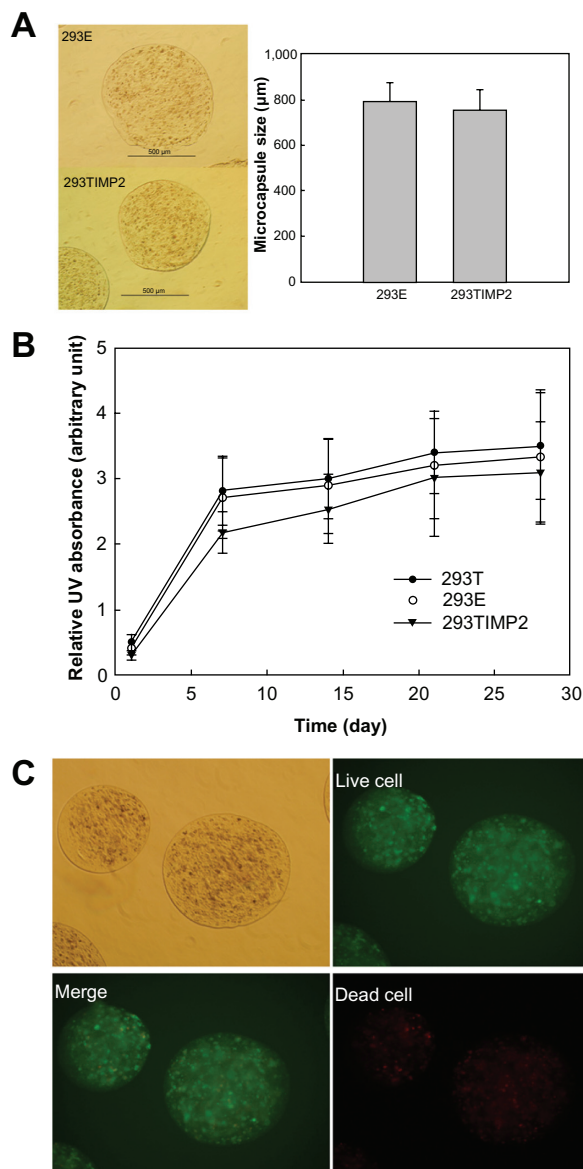 A
293E
500 µm
293TIMP2
500 µm
Microcapsule size (µm)
1,000
800
600
400
200
0
293E
293TIMP2
B
Relative UV absorbance (arbitrary unit)
5
4
3
2
1
0
293T
293E
293TIMP2
0
5
10
15
20
25
30
Time (day)
C
Live cell
Merge
Dead cell